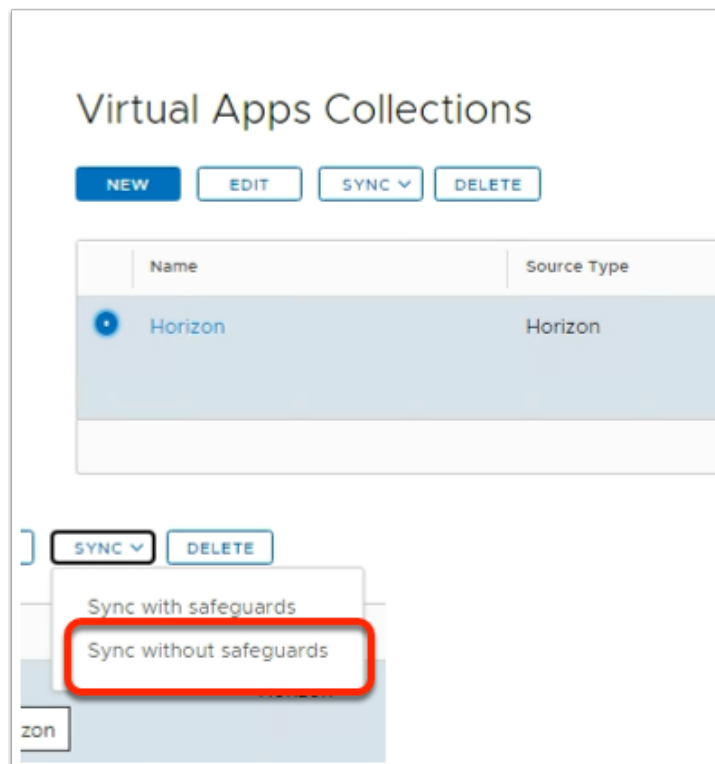 Virtual Apps Collections
NEW EDIT SYNC DELETE
Name Source Type
Horizon Horizon
SYNC DELETE
Sync with safeguards
Sync without safeguards
zon